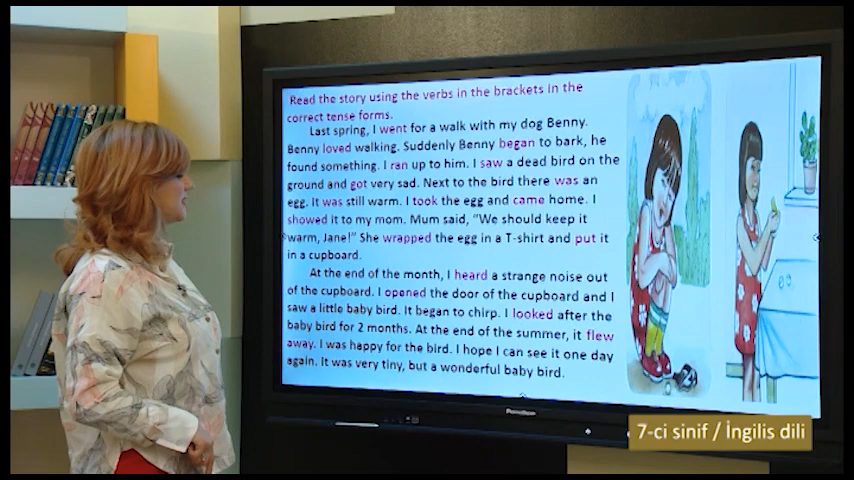 Read the story using the verbs in the brackets in the
correct tense forms.
Last spring, I went for a walk with my dog Benny.
Benny loved walking. Suddenly Benny began to bark, he
found something. I ran up to him. I saw a dead bird on the
ground and got very sad. Next to the bird there was an
egg. It was still warm. I took the egg and came home. I
showed it to my mom. Mum said, “We should keep it
warm, Jane!” She wrapped the egg in a T-shirt and put it
in a cupboard.
At the end of the month, I heard a strange noise out
of the cupboard. I opened the door of the cupboard and I
saw a little baby bird. It began to chirp. I looked after the
baby bird for 2 months. At the end of the summer, it flew
away. I was happy for the bird. I hope I can see it one day
again. It was very tiny, but a wonderful baby bird.
7-ci sinif / İngilis dili